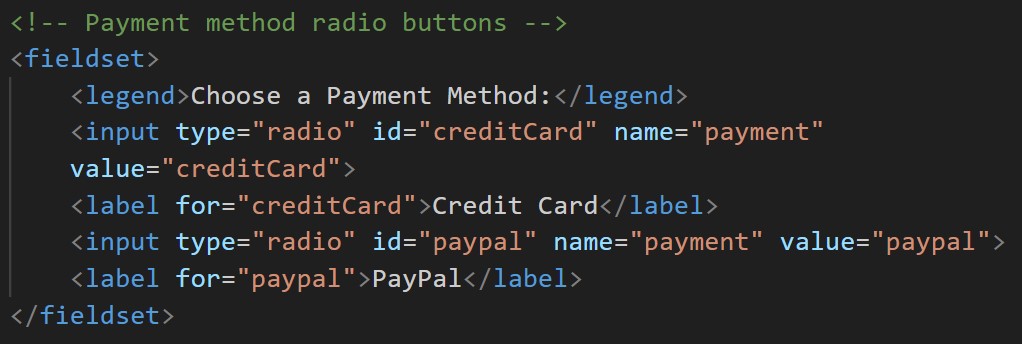 <!-- Payment method radio buttons -->
<fieldset>
<legend>Choose a Payment Method:</legend>
<input type="radio" id="creditCard" name="payment"
value="creditCard">
<label for="creditCard">Credit Card</label>
<input type="radio" id="paypal" name="payment" value="paypal">
<label for="paypal">PayPal</label>
</fieldset>